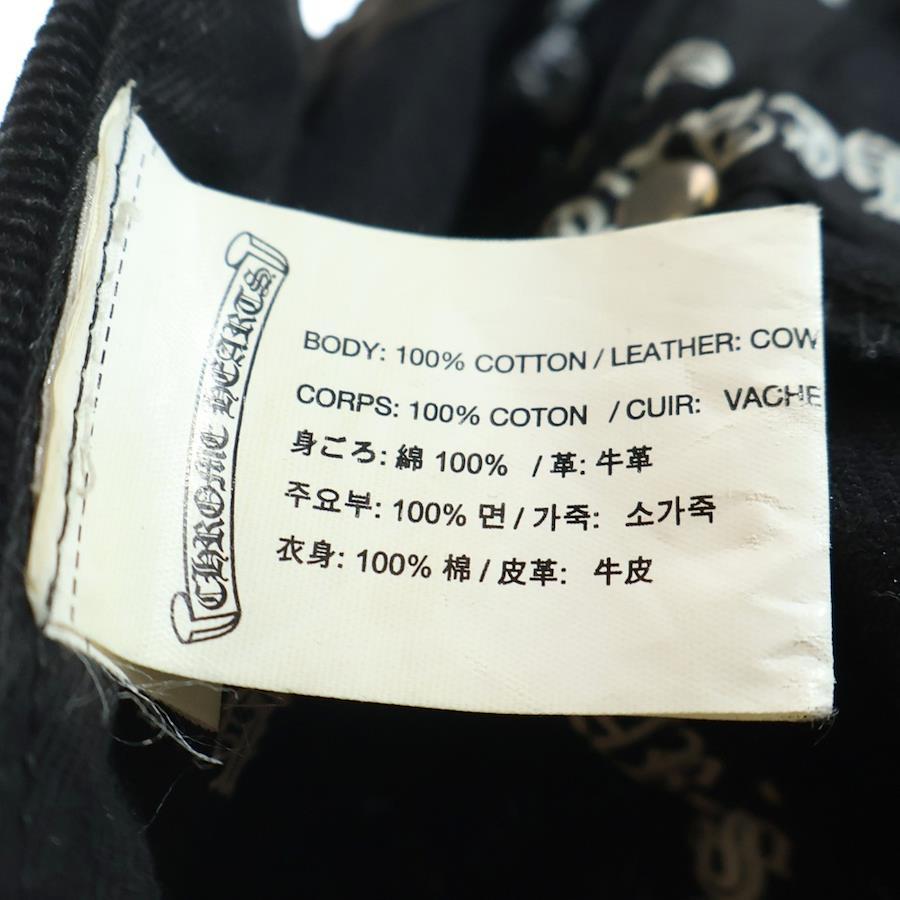 CHROME HEARTS
BODY: 100% COTTON / LEATHER: COW
CORPS: 100% COTON / CUIR: VACHE
身ごろ: 綿 100% / 革: 牛革
주요부: 100% 면 / 가죽: 소가죽
衣身: 100% 棉 / 皮革: 牛皮